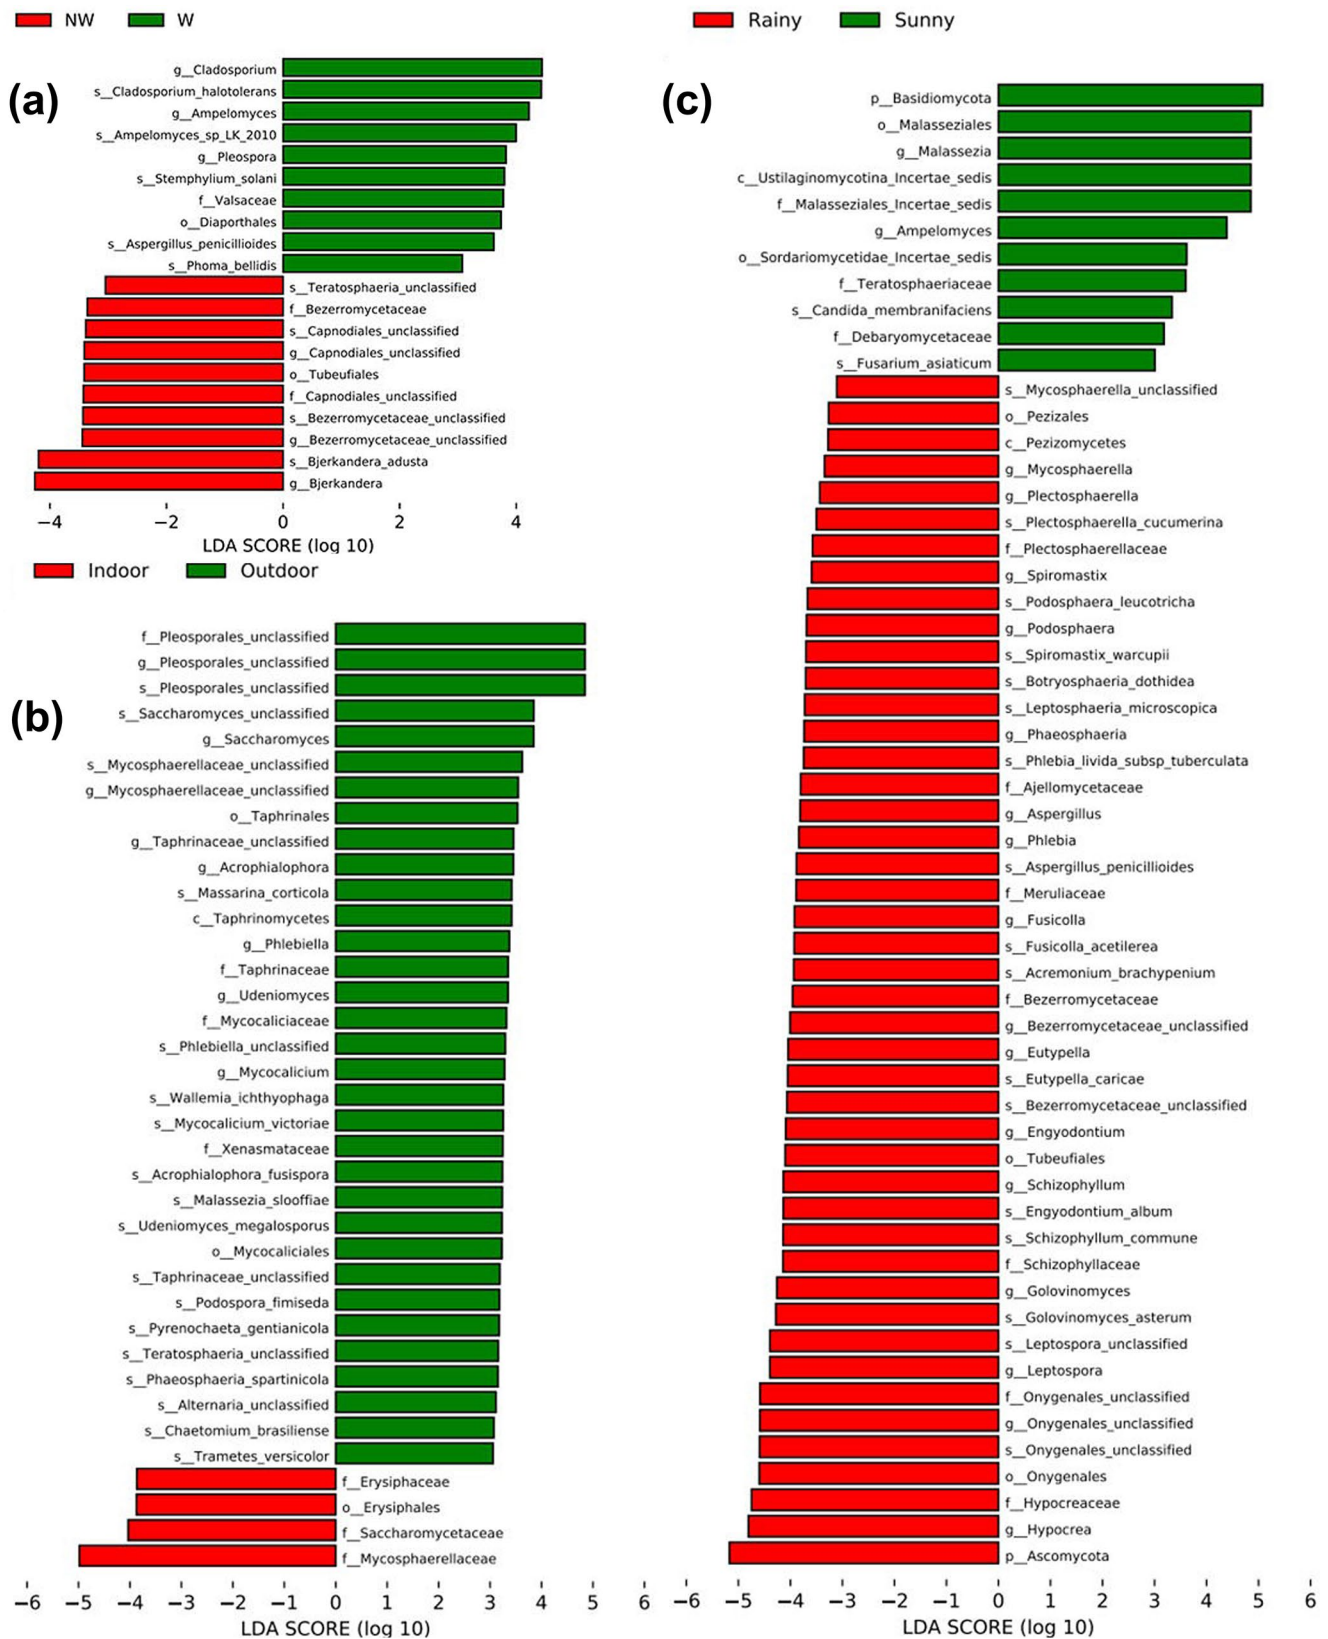 NW W
(a)
g__Cladosporium
s__Cladosporium_halotolerans
g__Ampelomyces
s__Ampelomyces_sp_LK_2010
g__Pleospora
s__Stemphylium_solani
f__Valsaceae
o__Diaporthales
s__Aspergillus_penicillioides
s__Phoma_bellidis
s__Teratosphaeria_unclassified
f__Bezerromycetaceae
s__Capnodiales_unclassified
g__Capnodiales_unclassified
o__Tubeufiales
f__Capnodiales_unclassified
s__Bezerromycetaceae_unclassified
g__Bezerromycetaceae_unclassified
s__Bjerkandera_adusta
g__Bjerkandera
−4 −2 0 2 4
LDA SCORE (log 10)
Indoor Outdoor
(b)
f__Pleosporales_unclassified
g__Pleosporales_unclassified
s__Pleosporales_unclassified
s__Saccharomyces_unclassified
g__Saccharomyces
s__Mycosphaerellaceae_unclassified
g__Mycosphaerellaceae_unclassified
o__Taphrinales
g__Taphrinaceae_unclassified
g__Acrophialophora
s__Massarina_corticola
c__Taphrinomycetes
g__Phlebiella
f__Taphrinaceae
g__Udeniomyces
f__Mycocaliciaceae
s__Phlebiella_unclassified
g__Mycocalicium
s__Wallemia_ichthyophaga
s__Mycocalicium_victoriae
f__Xenasmataceae
s__Acrophialophora_fusispora
s__Malassezia_slooffiae
s__Udeniomyces_megalosporus
o__Mycocaliciales
s__Taphrinaceae_unclassified
s__Podospora_fimiseda
s__Pyrenochaeta_gentianicola
s__Teratosphaeria_unclassified
s__Phaeosphaeria_spartinicola
s__Alternaria_unclassified
s__Chaetomium_brasiliense
s__Trametes_versicolor
f__Erysiphaceae
o__Erysiphales
f__Saccharomycetaceae
f__Mycosphaerellaceae
−6 −5 −4 −3 −2 −1 0 1 2 3 4 5 6
LDA SCORE (log 10)
Rainy Sunny
(c)
p__Basidiomycota
o__Malasseziales
g__Malassezia
c__Ustilaginomycotina_Incertae_sedis
f__Malasseziales_Incertae_sedis
g__Ampelomyces
o__Sordariomycetidae_Incertae_sedis
f__Teratosphaeriaceae
s__Candida_membranifaciens
f__Debaryomycetaceae
s__Fusarium_asiaticum
s__Mycosphaerella_unclassified
o__Pezizales
c__Pezizomycetes
g__Mycosphaerella
g__Plectosphaerella
s__Plectosphaerella_cucumerina
f__Plectosphaerellaceae
g__Spiromastix
s__Podosphaera_leucotricha
g__Podosphaera
s__Spiromastix_warcupii
s__Botryosphaeria_dothidea
s__Leptosphaeria_microscopica
g__Phaeosphaeria
s__Phlebia_livida_subsp_tuberculata
f__Ajellomycetaceae
g__Aspergillus
g__Phlebia
s__Aspergillus_penicillioides
f__Meruliaceae
g__Fusicolla
s__Fusicolla_acetilerea
s__Acremonium_brachypenium
f__Bezerromycetaceae
g__Bezerromycetaceae_unclassified
g__Eutypella
s__Eutypella_caricae
s__Bezerromycetaceae_unclassified
g__Engyodontium
o__Tubeufiales
g__Schizophyllum
s__Engyodontium_album
s__Schizophyllum_commune
f__Schizophyllaceae
g__Golovinomyces
s__Golovinomyces_asterum
s__Leptospora_unclassified
g__Leptospora
f__Onygenales_unclassified
g__Onygenales_unclassified
s__Onygenales_unclassified
o__Onygenales
f__Hypocreaceae
g__Hypocrea
p__Ascomycota
−6 −5 −4 −3 −2 −1 0 1 2 3 4 5 6
LDA SCORE (log 10)